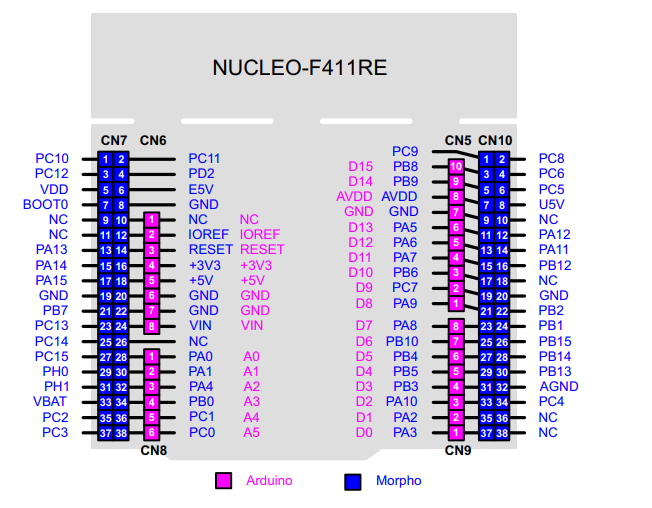 NUCLEO-F411RE
CN7 CN6 CN5 CN10
PC9
PC10 1 2 PC11 D15 PB8 10 1 2 PC8
PC12 3 4 PD2 D14 PB9 9 3 4 PC6
VDD 5 6 E5V AVDD AVDD 8 5 6 PC5
BOOT0 7 8 GND GND GND 7 7 8 U5V
NC 9 10 1 NC NC D13 PA5 6 9 10 NC
NC 11 12 2 IOREF IOREF D12 PA6 5 11 12 PA12
PA13 13 14 3 RESET RESET D11 PA7 4 13 14 PA11
PA14 15 16 4 +3V3 +3V3 D10 PB6 3 15 16 PB12
PA15 17 18 5 +5V +5V D9 PC7 2 17 18 NC
GND 19 20 6 GND GND D8 PA9 1 19 20 GND
PB7 21 22 7 GND GND 21 22 PB2
PC13 23 24 8 VIN VIN D7 PA8 8 23 24 PB1
PC14 25 26 NC D6 PB10 7 25 26 PB15
PC15 27 28 1 PA0 A0 D5 PB4 6 27 28 PB14
PH0 29 30 2 PA1 A1 D4 PB5 5 29 30 PB13
PH1 31 32 3 PA4 A2 D3 PB3 4 31 32 AGND
VBAT 33 34 4 PB0 A3 D2 PA10 3 33 34 PC4
PC2 35 36 5 PC1 A4 D1 PA2 2 35 36 NC
PC3 37 38 6 PC0 A5 D0 PA3 1 37 38 NC
CN8 CN9
Arduino Morpho